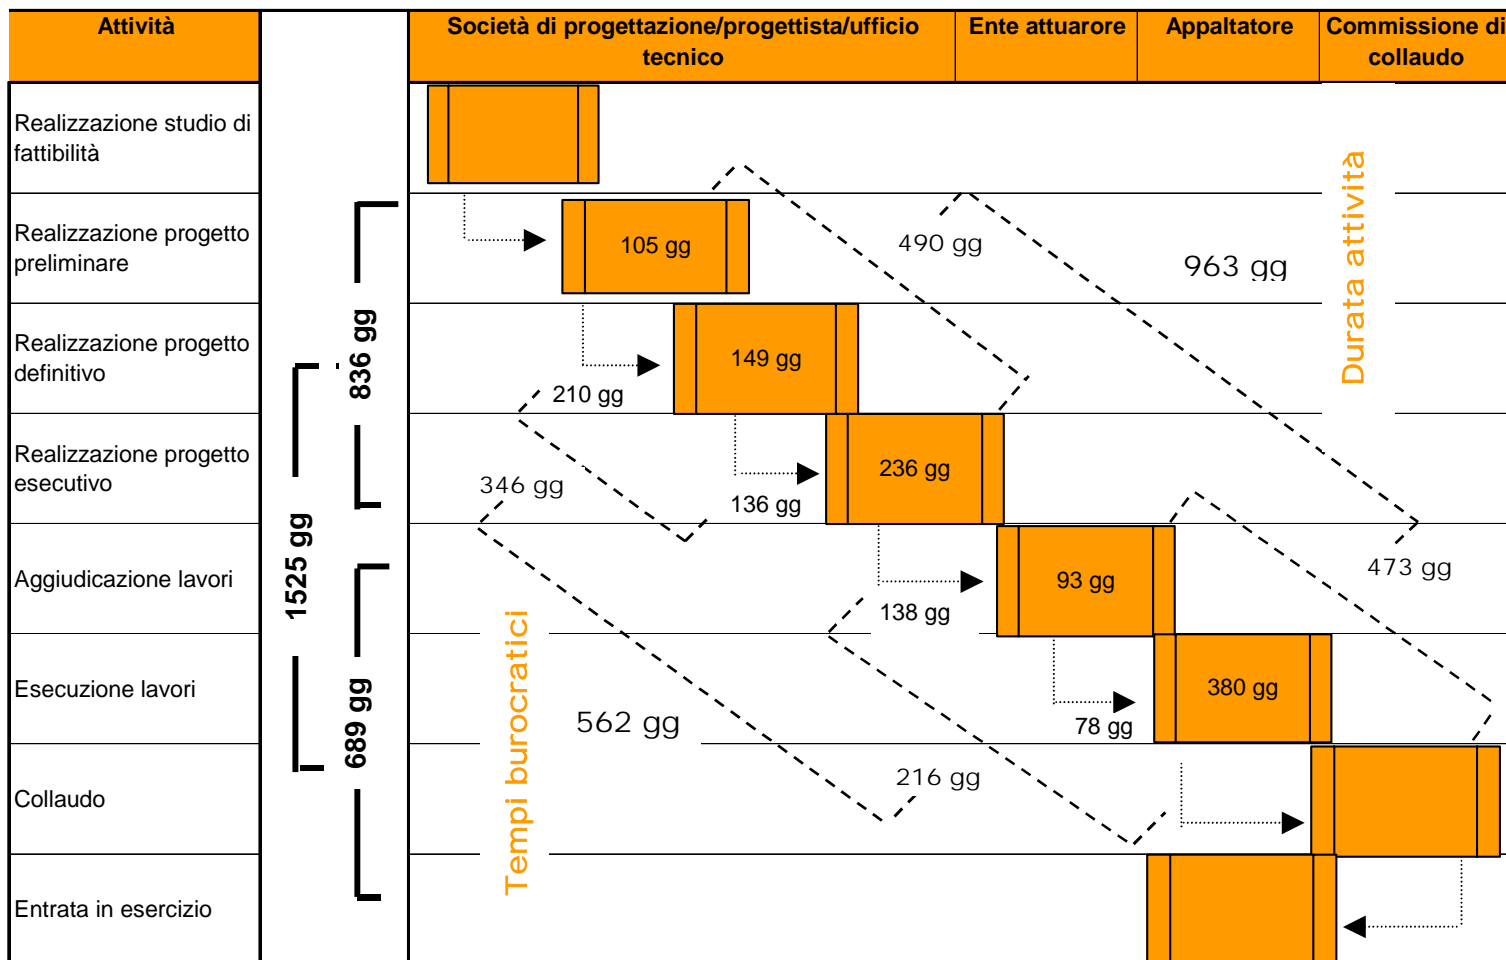 Attività
Società di progettazione/progettista/ufficio
tecnico
Ente attuarore
Appaltatore
Commissione di
collaudo
Realizzazione studio di
fattibilità
Realizzazione progetto
preliminare
105 gg
490 gg
963 gg
Durata attività
836 gg
Realizzazione progetto
definitivo
149 gg
210 gg
Realizzazione progetto
esecutivo
236 gg
346 gg
136 gg
1525 gg
Aggiudicazione lavori
93 gg
473 gg
138 gg
Tempi burocratici
689 gg
Esecuzione lavori
380 gg
562 gg
78 gg
Collaudo
216 gg
Entrata in esercizio